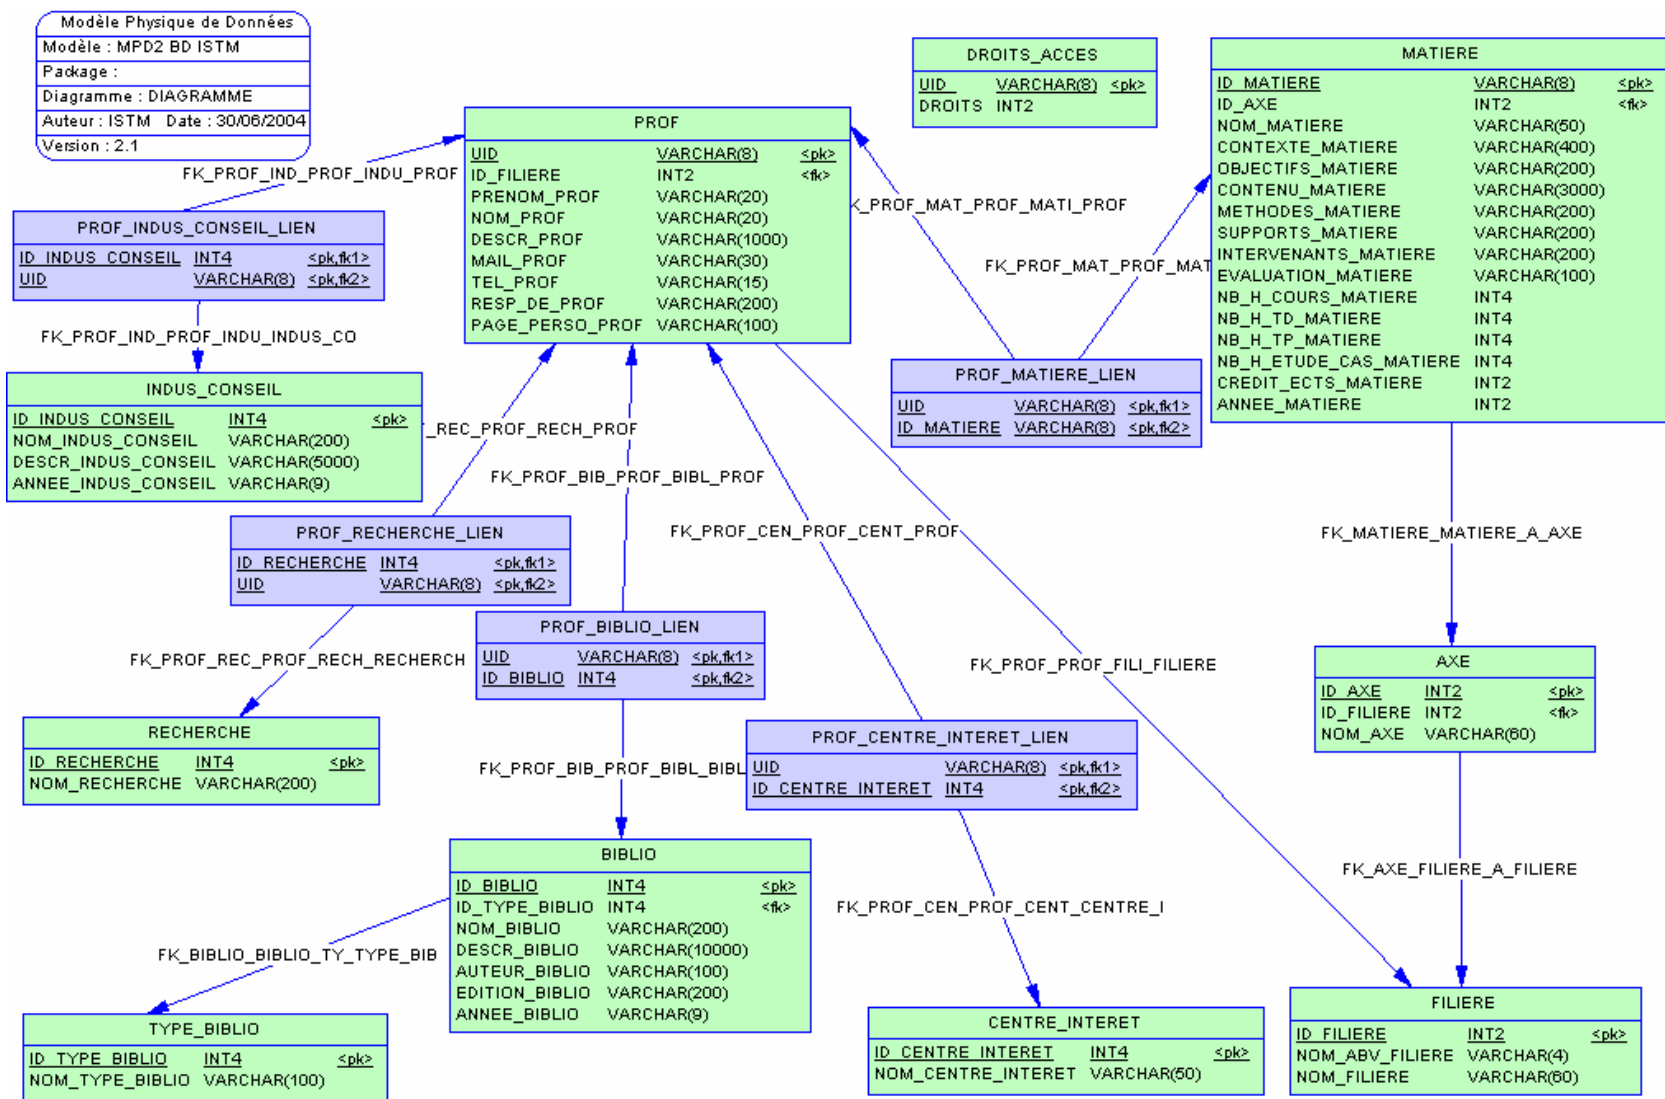 Modèle Physique de Données
Modèle : MPD2 BD ISTM
Package :
Diagramme : DIAGRAMME
Auteur : ISTM Date : 30/06/2004
Version : 2.1
DROITS_ACCES
UID VARCHAR(8) <pk>
DROITS INT2
MATIERE
ID_MATIERE VARCHAR(8) <pk>
ID_AXE INT2 <fk>
NOM_MATIERE VARCHAR(50)
CONTEXTE_MATIERE VARCHAR(400)
OBJECTIFS_MATIERE VARCHAR(200)
CONTENU_MATIERE VARCHAR(3000)
METHODES_MATIERE VARCHAR(200)
SUPPORTS_MATIERE VARCHAR(200)
INTERVENANTS_MATIERE VARCHAR(200)
EVALUATION_MATIERE VARCHAR(100)
NB_H_COURS_MATIERE INT4
NB_H_TD_MATIERE INT4
NB_H_TP_MATIERE INT4
NB_H_ETUDE_CAS_MATIERE INT4
CREDIT_ECTS_MATIERE INT2
ANNEE_MATIERE INT2
PROF
UID VARCHAR(8) <pk>
ID_FILIERE INT2 <fk>
PRENOM_PROF VARCHAR(20)
NOM_PROF VARCHAR(20)
DESCR_PROF VARCHAR(1000)
MAIL_PROF VARCHAR(30)
TEL_PROF VARCHAR(15)
RESP_DE_PROF VARCHAR(200)
PAGE_PERSO_PROF VARCHAR(100)
FK_PROF_IND_PROF_INDU_PROF
K_PROF_MAT_PROF_MATI_PROF
PROF_INDUS_CONSEIL_LIEN
ID_INDUS_CONSEIL INT4 <pk,fk1>
UID VARCHAR(8) <pk,fk2>
FK_PROF_MAT_PROF_MAT
FK_PROF_IND_PROF_INDU_INDUS_CO
INDUS_CONSEIL
ID_INDUS_CONSEIL INT4 <pk>
NOM_INDUS_CONSEIL VARCHAR(200)
DESCR_INDUS_CONSEIL VARCHAR(5000)
ANNEE_INDUS_CONSEIL VARCHAR(9)
PROF_MATIERE_LIEN
UID VARCHAR(8) <pk,fk1>
ID_MATIERE VARCHAR(8) <pk,fk2>
_REC_PROF_RECH_PROF
FK_PROF_BIB_PROF_BIBL_PROF
PROF_RECHERCHE_LIEN
ID_RECHERCHE INT4 <pk,fk1>
UID VARCHAR(8) <pk,fk2>
FK_PROF_CEN_PROF_CENT_PROF
FK_MATIERE_MATIERE_A_AXE
PROF_BIBLIO_LIEN
UID VARCHAR(8) <pk,fk1>
ID_BIBLIO INT4 <pk,fk2>
FK_PROF_REC_PROF_RECH_RECHERCH
FK_PROF_PROF_FILI_FILIERE
AXE
ID_AXE INT2 <pk>
ID_FILIERE INT2 <fk>
NOM_AXE VARCHAR(60)
RECHERCHE
ID_RECHERCHE INT4 <pk>
NOM_RECHERCHE VARCHAR(200)
PROF_CENTRE_INTERET_LIEN
UID VARCHAR(8) <pk,fk1>
ID_CENTRE_INTERET INT4 <pk,fk2>
FK_PROF_BIB_PROF_BIBL_BIBL
BIBLIO
ID_BIBLIO INT4 <pk>
ID_TYPE_BIBLIO INT4 <fk>
NOM_BIBLIO VARCHAR(200)
DESCR_BIBLIO VARCHAR(10000)
AUTEUR_BIBLIO VARCHAR(100)
EDITION_BIBLIO VARCHAR(200)
ANNEE_BIBLIO VARCHAR(9)
FK_AXE_FILIERE_A_FILIERE
FK_PROF_CEN_PROF_CENT_CENTRE_I
FK_BIBLIO_BIBLIO_TY_TYPE_BIB
TYPE_BIBLIO
ID_TYPE_BIBLIO INT4 <pk>
NOM_TYPE_BIBLIO VARCHAR(100)
CENTRE_INTERET
ID_CENTRE_INTERET INT4 <pk>
NOM_CENTRE_INTERET VARCHAR(50)
FILIERE
ID_FILIERE INT2 <pk>
NOM_ABV_FILIERE VARCHAR(4)
NOM_FILIERE VARCHAR(60)